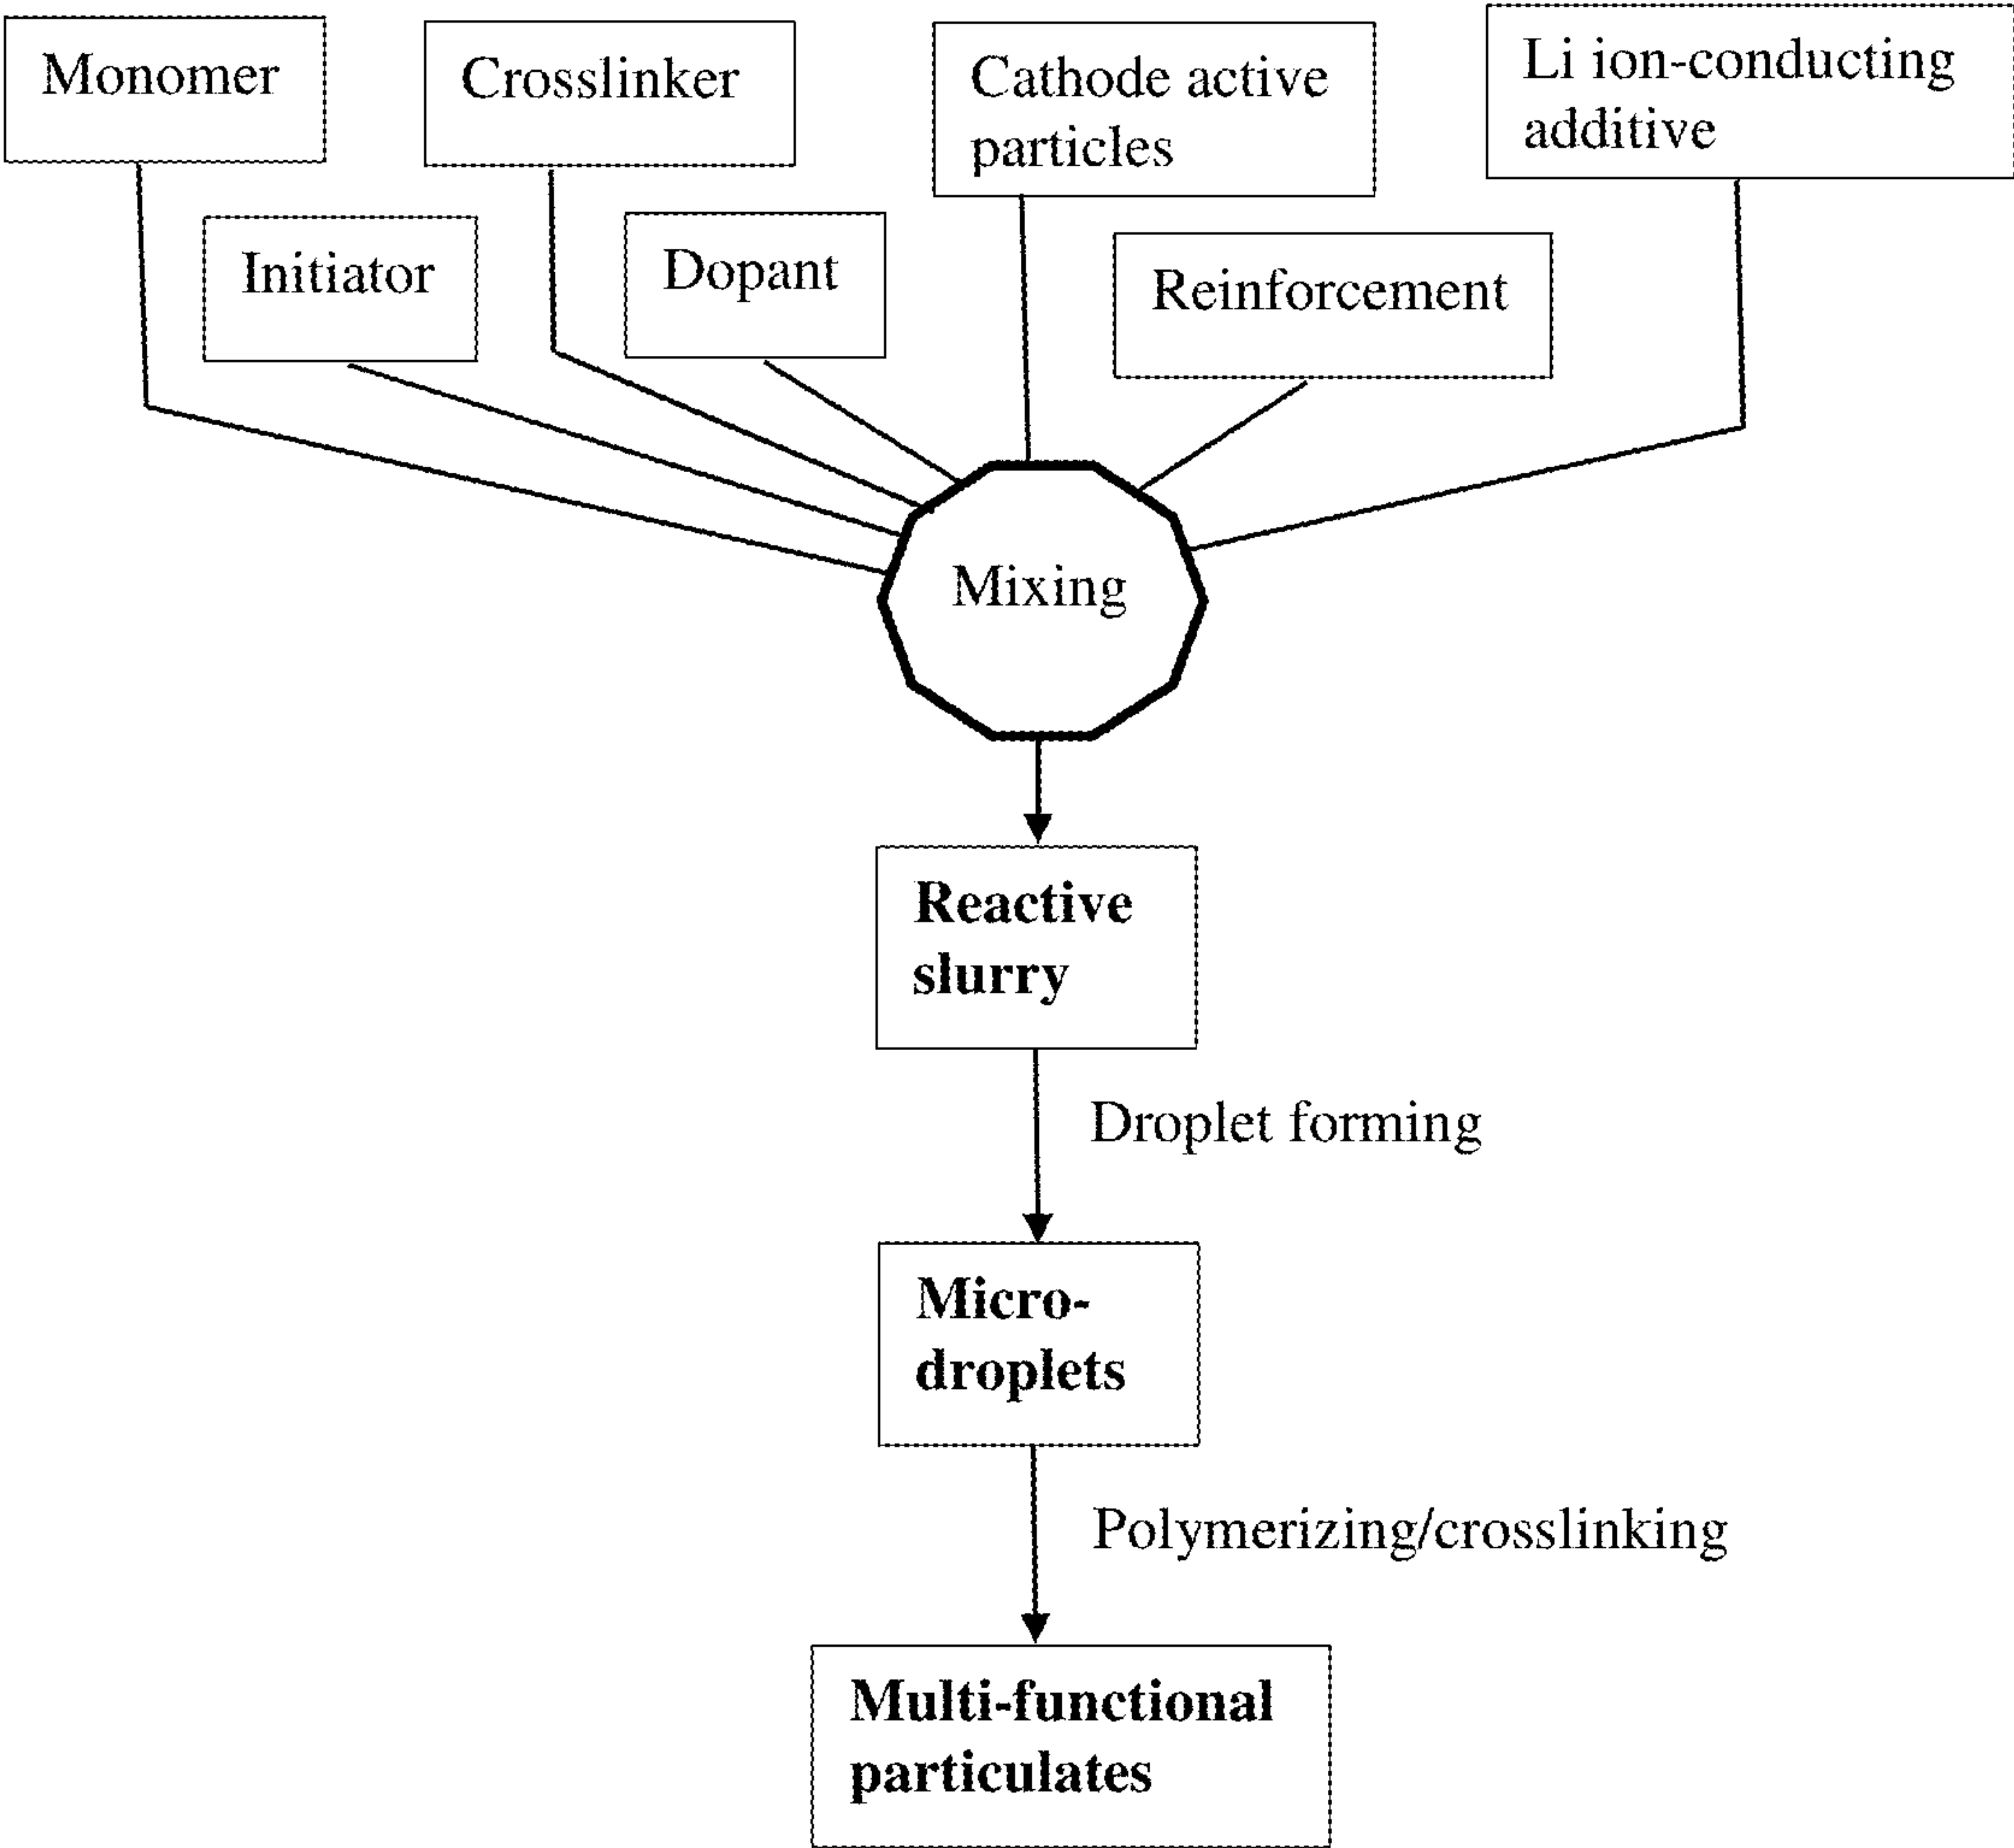 Monomer
Crosslinker
Cathode active
particles
Li ion-conducting
additive
Initiator
Dopant
Reinforcement
Mixing
Reactive
slurry
Droplet forming
Micro-
droplets
Polymerizing/crosslinking
Multi-functional
particulates